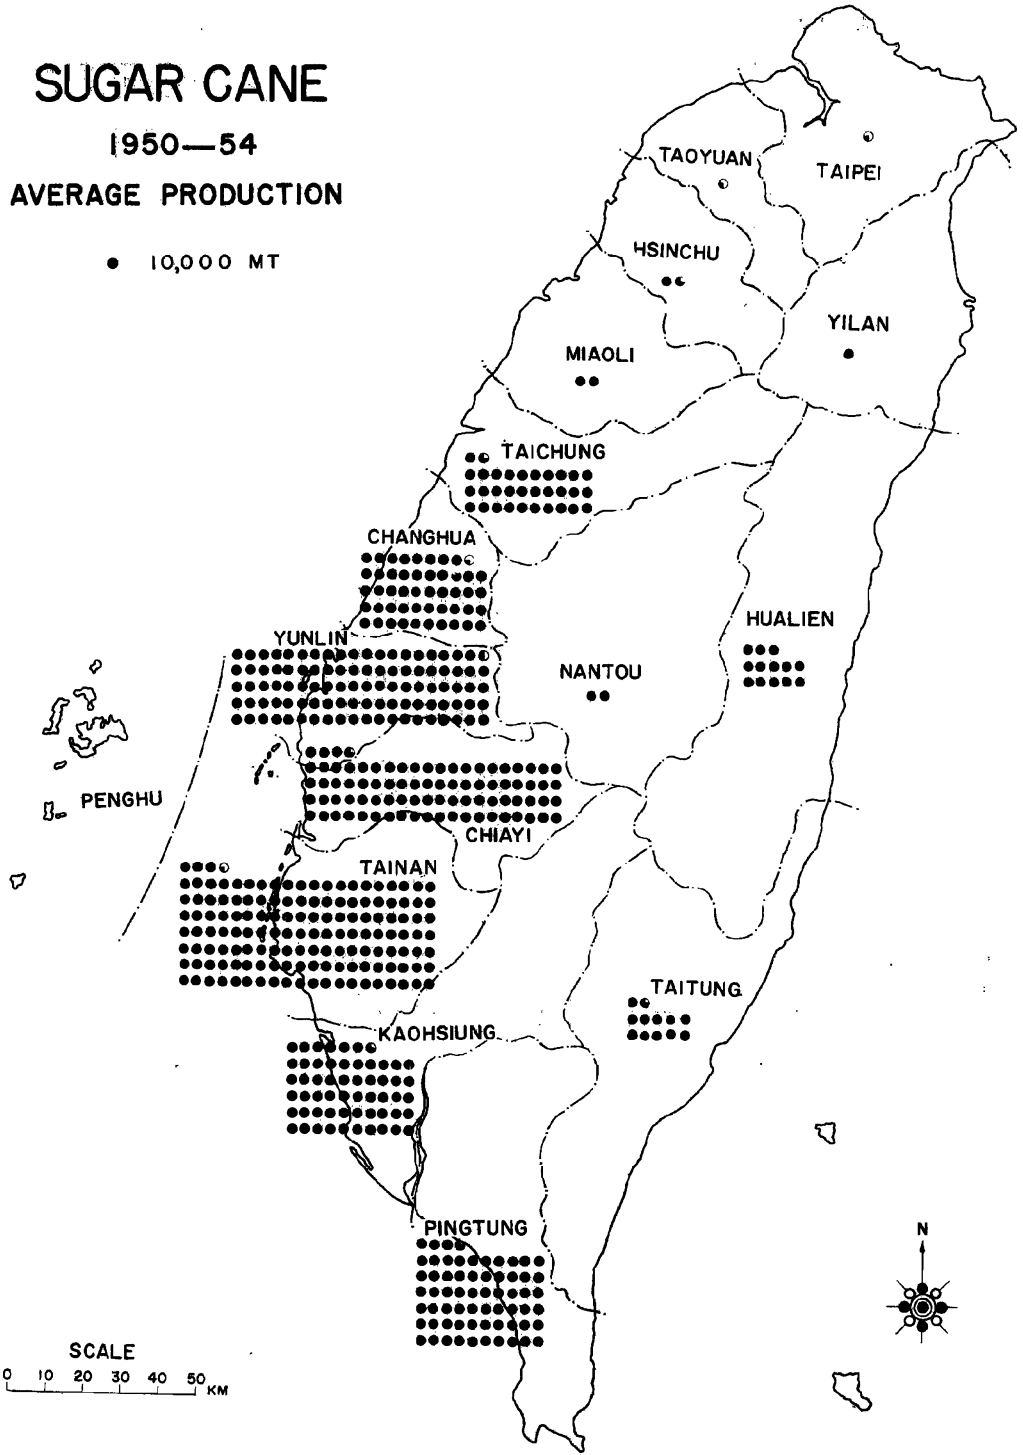 SUGAR CANE
1950—54
AVERAGE PRODUCTION
10,000 MT
TAOYUAN
TAIPEI
HSINCHU
YILAN
MIAOLI
TAICHUNG
CHANGHUA
HUALIEN
YUNLIN
NANTOU
PENGHU
CHIAYI
TAINAN
TAITUNG
KAOHSIUNG
PINGTUNG
N
SCALE
0 10 20 30 40 50 KM